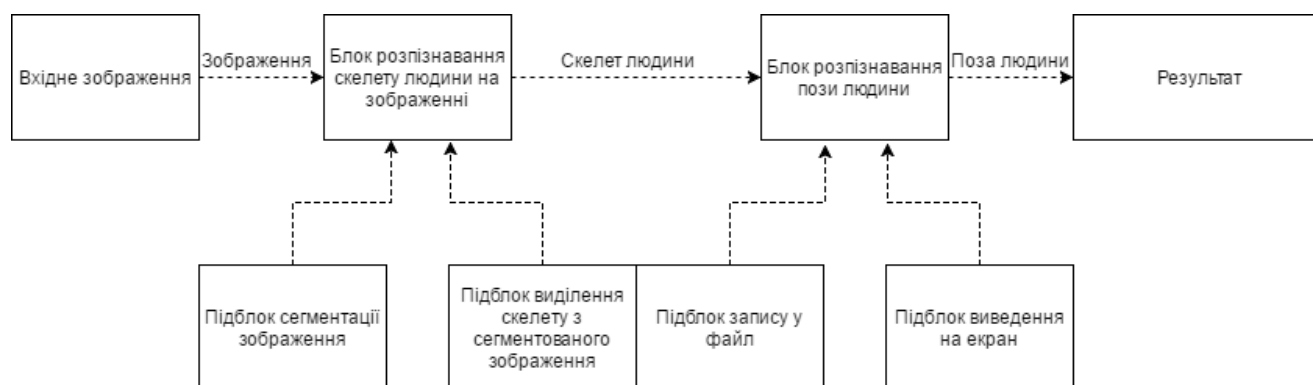 Вхідне зображення
Зображення
Блок розпізнавання
скелету людини на
зображенні
Скелет людини
Блок розпізнавання
пози людини
Поза людини
Результат
Підблок сегментації
зображення
Підблок виділення
скелету з
сегментованого
зображення
Підблок запису у
файл
Підблок виведення
на екран